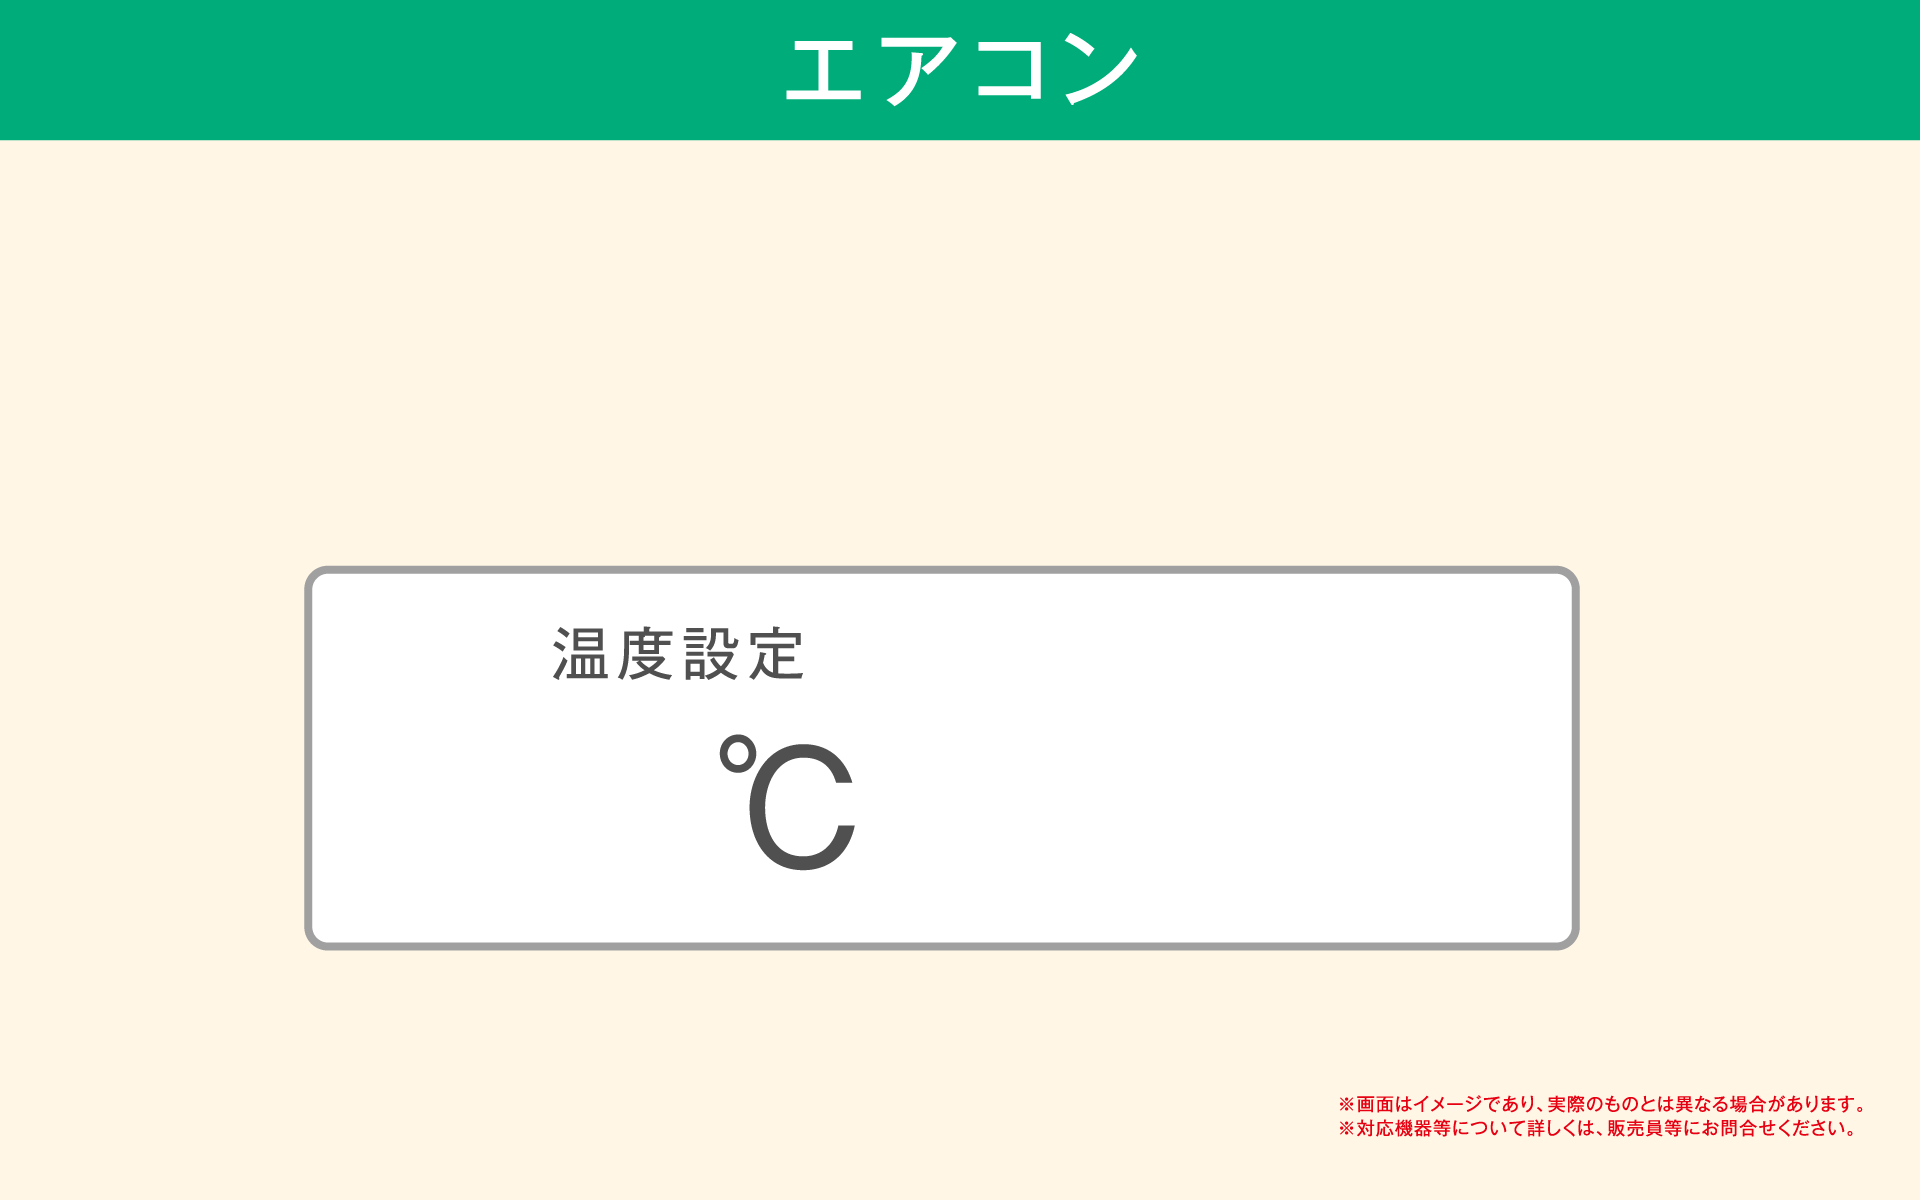 エアコン
温度設定
℃
※画面はイメージであり、実際のものとは異なる場合があります。
※対応機器等について詳しくは、販売員等にお問合せください。